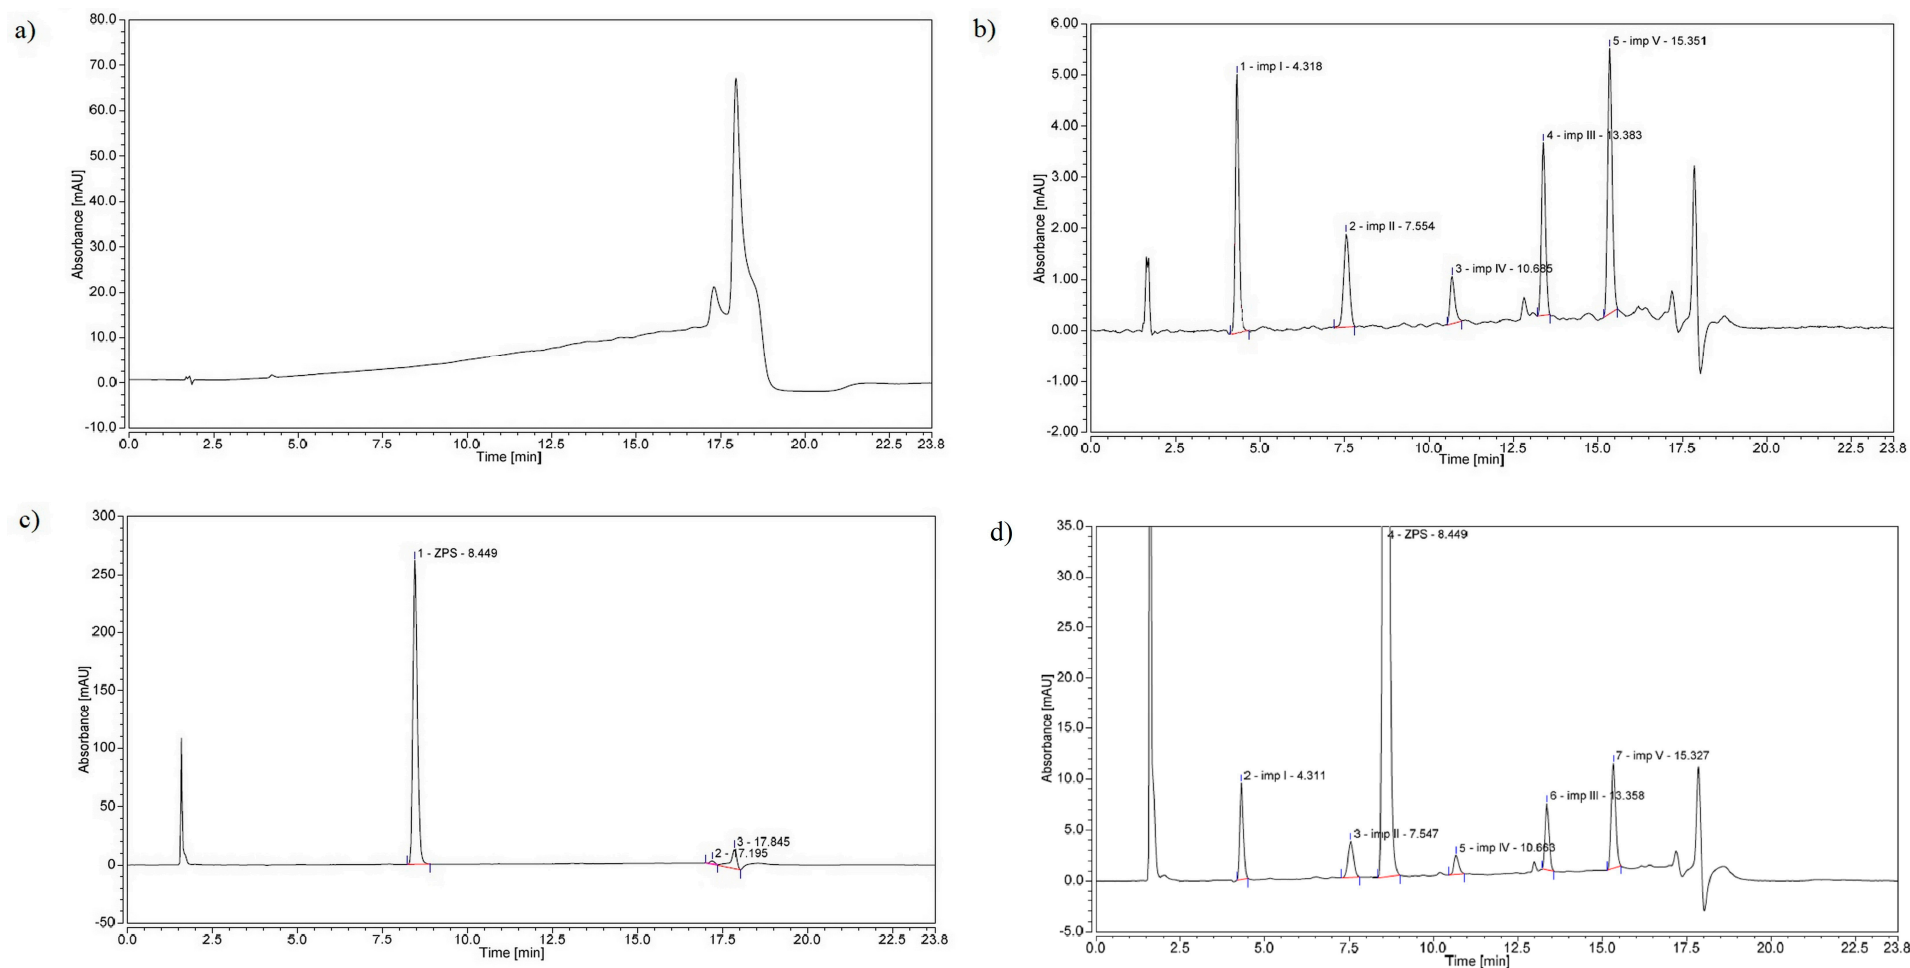 a)
80.0
70.0
60.0
50.0
40.0
30.0
20.0
10.0
0.0
-10.0
Absorbance [mAU]
0.0 2.5 5.0 7.5 10.0 12.5 15.0 17.5 20.0 22.5 23.8
Time [min]
b)
6.00
5.00
4.00
3.00
2.00
1.00
0.00
-1.00
-2.00
Absorbance [mAU]
1 - imp I - 4.318
2 - imp II - 7.554
3 - imp IV - 10.685
4 - imp III - 13.383
5 - imp V - 15.351
0.0 2.5 5.0 7.5 10.0 12.5 15.0 17.5 20.0 22.5 23.8
Time [min]
c)
300
250
200
150
100
50
0
-50
Absorbance [mAU]
1 - ZPS - 8.449
2 - 17.195
3 - 17.845
0.0 2.5 5.0 7.5 10.0 12.5 15.0 17.5 20.0 22.5 23.8
Time [min]
d)
35.0
30.0
25.0
20.0
15.0
10.0
5.0
0.0
-5.0
Absorbance [mAU]
2 - imp I - 4.311
3 - imp II - 7.547
4 - ZPS - 8.449
5 - imp IV - 10.663
6 - imp III - 13.358
7 - imp V - 15.327
0.0 2.5 5.0 7.5 10.0 12.5 15.0 17.5 20.0 22.5 23.8
Time [min]